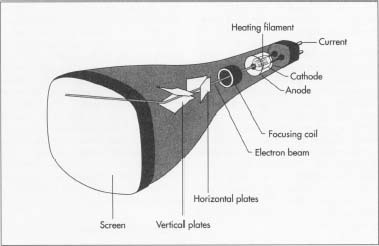 Heating filament
Current
Cathode
Anode
Focusing coil
Electron beam
Horizontal plates
Screen
Vertical plates